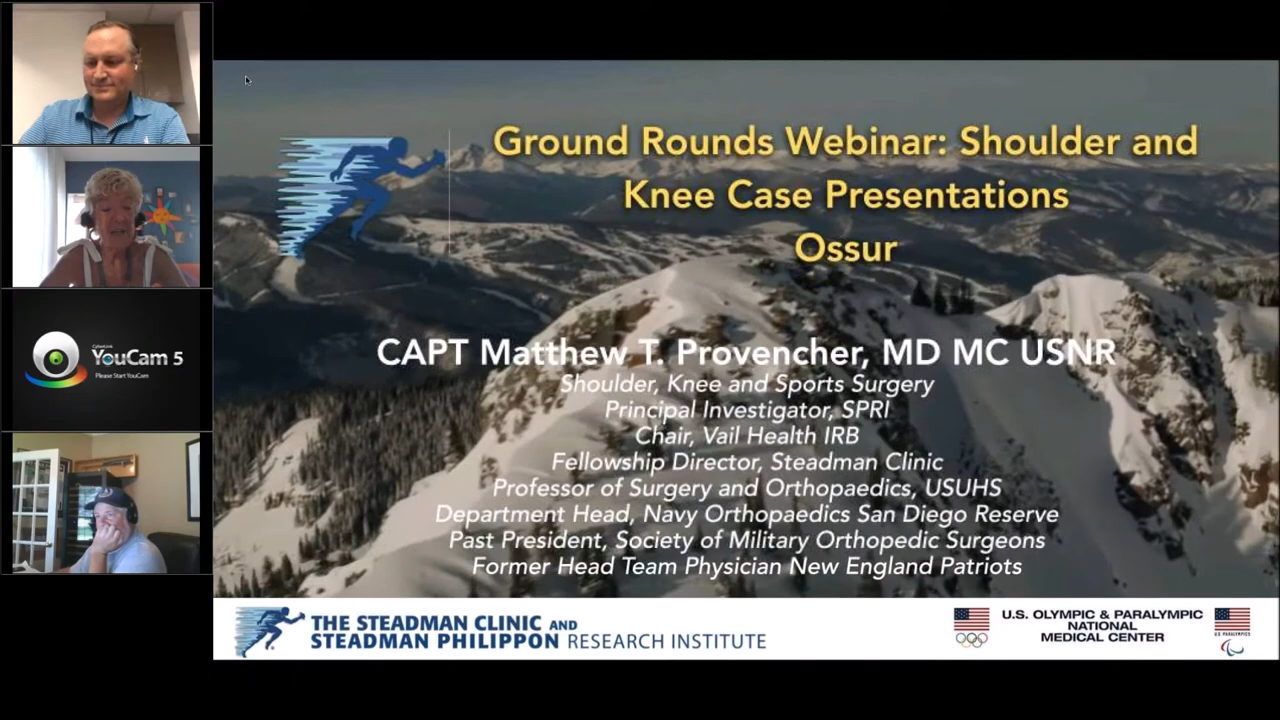 CyberLink
YouCam 5
Please Start YouCam
Ground Rounds Webinar: Shoulder and
Knee Case Presentations
Ossur
CAPT Matthew T. Provencher, MD MC USNR
Shoulder, Knee and Sports Surgery
Principal Investigator, SPRI
Chair, Vail Health IRB
Fellowship Director, Steadman Clinic
Professor of Surgery and Orthopaedics, USUHS
Department Head, Navy Orthopaedics San Diego Reserve
Past President, Society of Military Orthopedic Surgeons
Former Head Team Physician New England Patriots
THE STEADMAN CLINIC AND
STEADMAN PHILIPPON RESEARCH INSTITUTE
U.S. OLYMPIC & PARALYMPIC
NATIONAL
MEDICAL CENTER
U.S. PARALYMPICS